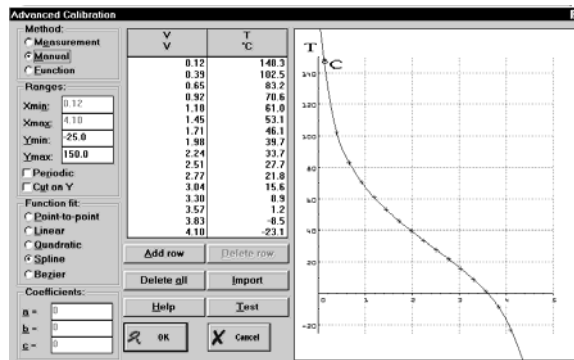 Advanced Calibration
Method:
Measurement
Manual
Function
Ranges:
Xmin: 0.12
Xmax: 4.10
Ymin: -25.0
Ymax: 150.0
Periodic
Cut on Y
Function fit:
Point-to-point
Linear
Quadratic
Spline
Bezier
Coefficients:
a = 0
b = 0
c = 0
V T
V °C
0.12 148.3
0.39 102.5
0.65 83.2
0.92 70.6
1.18 61.0
1.45 53.1
1.71 46.1
1.98 39.7
2.24 33.7
2.51 27.7
2.77 21.8
3.04 15.6
3.30 8.9
3.57 1.2
3.83 -8.5
4.10 -23.1
Add row Delete row
Delete all Import
Help Test
OK Cancel
T
C
140
120
100
80
60
40
20
0 1 2 3 4 5
-20